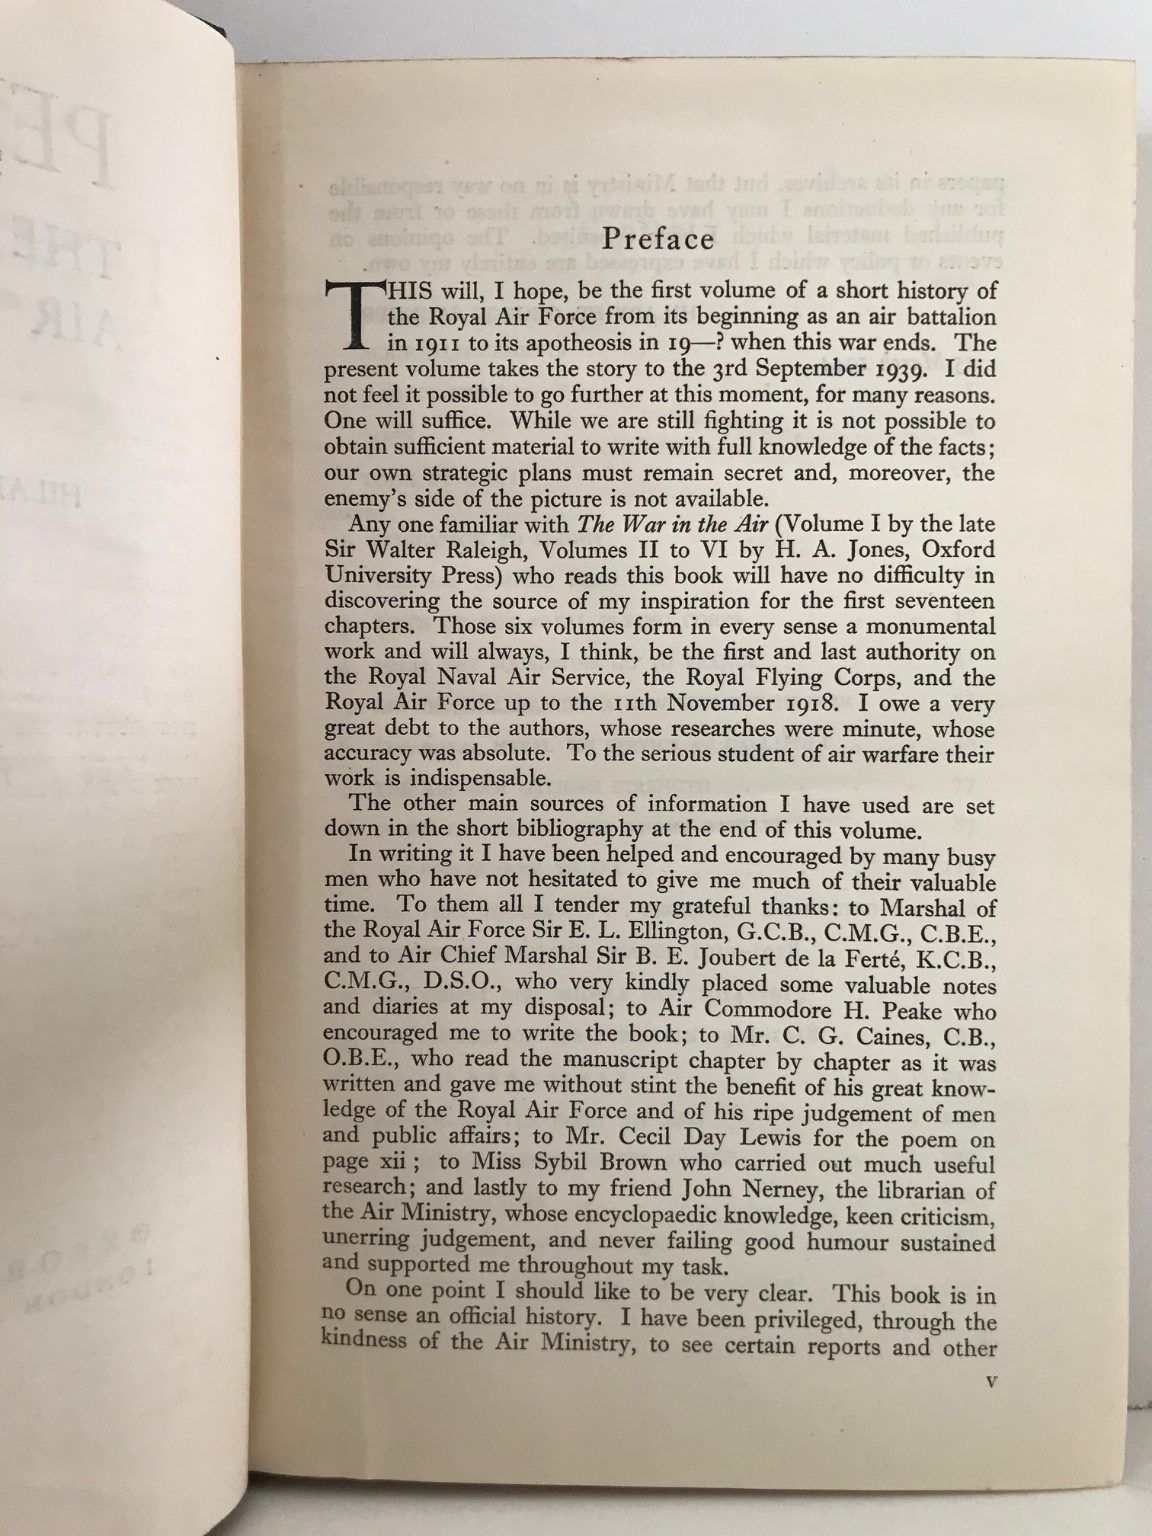 Preface
THIS will, I hope, be the first volume of a short history of
the Royal Air Force from its beginning as an air battalion
in 1911 to its apotheosis in 19—? when this war ends. The
present volume takes the story to the 3rd September 1939. I did
not feel it possible to go further at this moment, for many reasons.
One will suffice. While we are still fighting it is not possible to
obtain sufficient material to write with full knowledge of the facts;
our own strategic plans must remain secret and, moreover, the
enemy's side of the picture is not available.
Any one familiar with The War in the Air (Volume I by the late
Sir Walter Raleigh, Volumes II to VI by H. A. Jones, Oxford
University Press) who reads this book will have no difficulty in
discovering the source of my inspiration for the first seventeen
chapters. Those six volumes form in every sense a monumental
work and will always, I think, be the first and last authority on
the Royal Naval Air Service, the Royal Flying Corps, and the
Royal Air Force up to the 11th November 1918. I owe a very
great debt to the authors, whose researches were minute, whose
accuracy was absolute. To the serious student of air warfare their
work is indispensable.
The other main sources of information I have used are set
down in the short bibliography at the end of this volume.
In writing it I have been helped and encouraged by many busy
men who have not hesitated to give me much of their valuable
time. To them all I tender my grateful thanks: to Marshal of
the Royal Air Force Sir E. L. Ellington, G.C.B., C.M.G., C.B.E.,
and to Air Chief Marshal Sir B. E. Joubert de la Ferté, K.C.B.,
C.M.G., D.S.O., who very kindly placed some valuable notes
and diaries at my disposal; to Air Commodore H. Peake who
encouraged me to write the book; to Mr. C. G. Caines, C.B.,
O.B.E., who read the manuscript chapter by chapter as it was
written and gave me without stint the benefit of his great know-
ledge of the Royal Air Force and of his ripe judgement of men
and public affairs; to Mr. Cecil Day Lewis for the poem on
page xii ; to Miss Sybil Brown who carried out much useful
research; and lastly to my friend John Nerney, the librarian of
the Air Ministry, whose encyclopaedic knowledge, keen criticism,
unerring judgement, and never failing good humour sustained
and supported me throughout my task.
On one point I should like to be very clear. This book is in
no sense an official history. I have been privileged, through the
kindness of the Air Ministry, to see certain reports and other
v